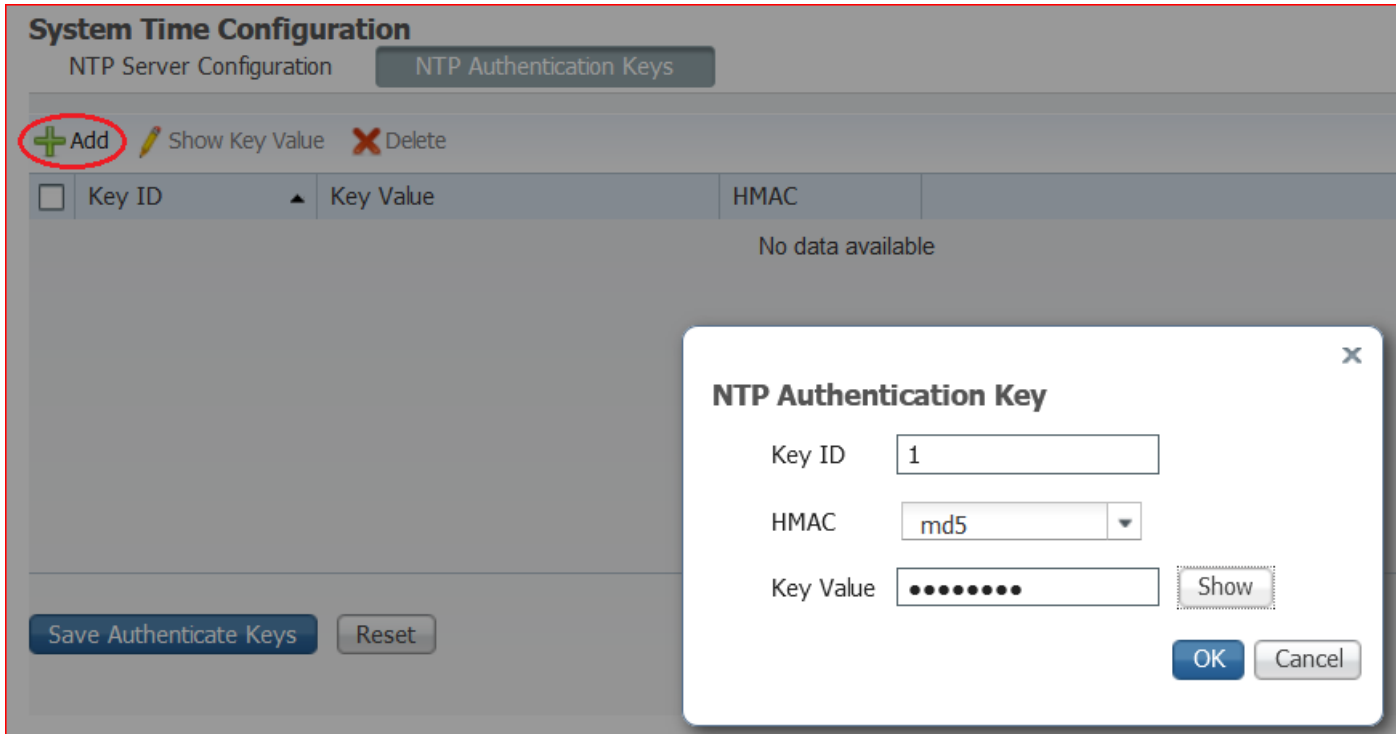 System Time Configuration
NTP Server Configuration NTP Authentication Keys
Add Show Key Value Delete
Key ID Key Value HMAC
No data available
NTP Authentication Key
Key ID 1
HMAC md5
Key Value •••••••• Show
OK Cancel
Save Authenticate Keys Reset